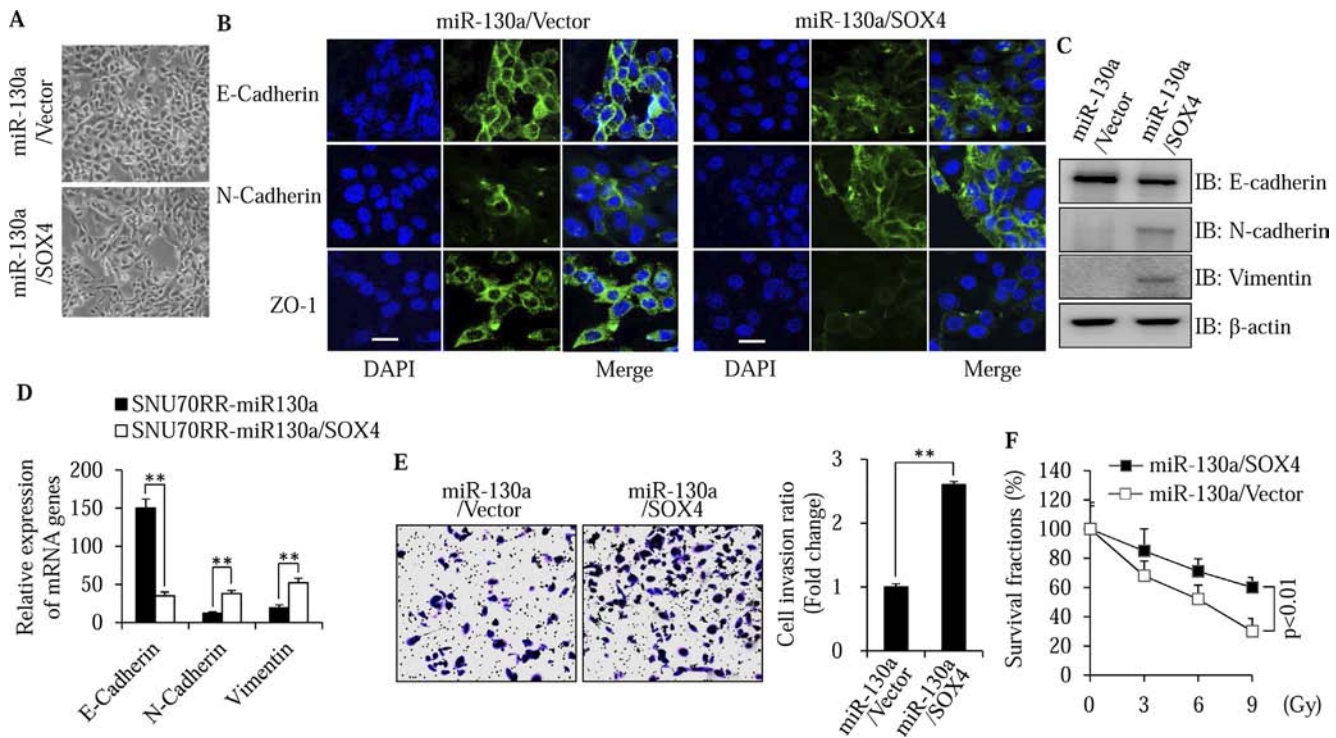 A
miR-130a
/Vector
miR-130a
/SOX4
B
miR-130a/Vector
miR-130a/SOX4
E-Cadherin
N-Cadherin
ZO-1
DAPI
Merge
DAPI
Merge
C
miR-130a
/Vector
miR-130a
/SOX4
IB: E-cadherin
IB: N-cadherin
IB: Vimentin
IB: β-actin
D
SNU70RR-miR130a
SNU70RR-miR130a/SOX4
Relative expression
of mRNA genes
200
150
100
50
0
**
**
**
E-Cadherin
N-Cadherin
Vimentin
E
miR-130a
/Vector
miR-130a
/SOX4
Cell invasion ratio
(Fold change)
3
2
1
0
**
miR-130a
/Vector
miR-130a
/SOX4
F
miR-130a/SOX4
miR-130a/Vector
Survival fractions (%)
140
120
100
80
60
40
20
0
p<0.01
0
3
6
9
(Gy)